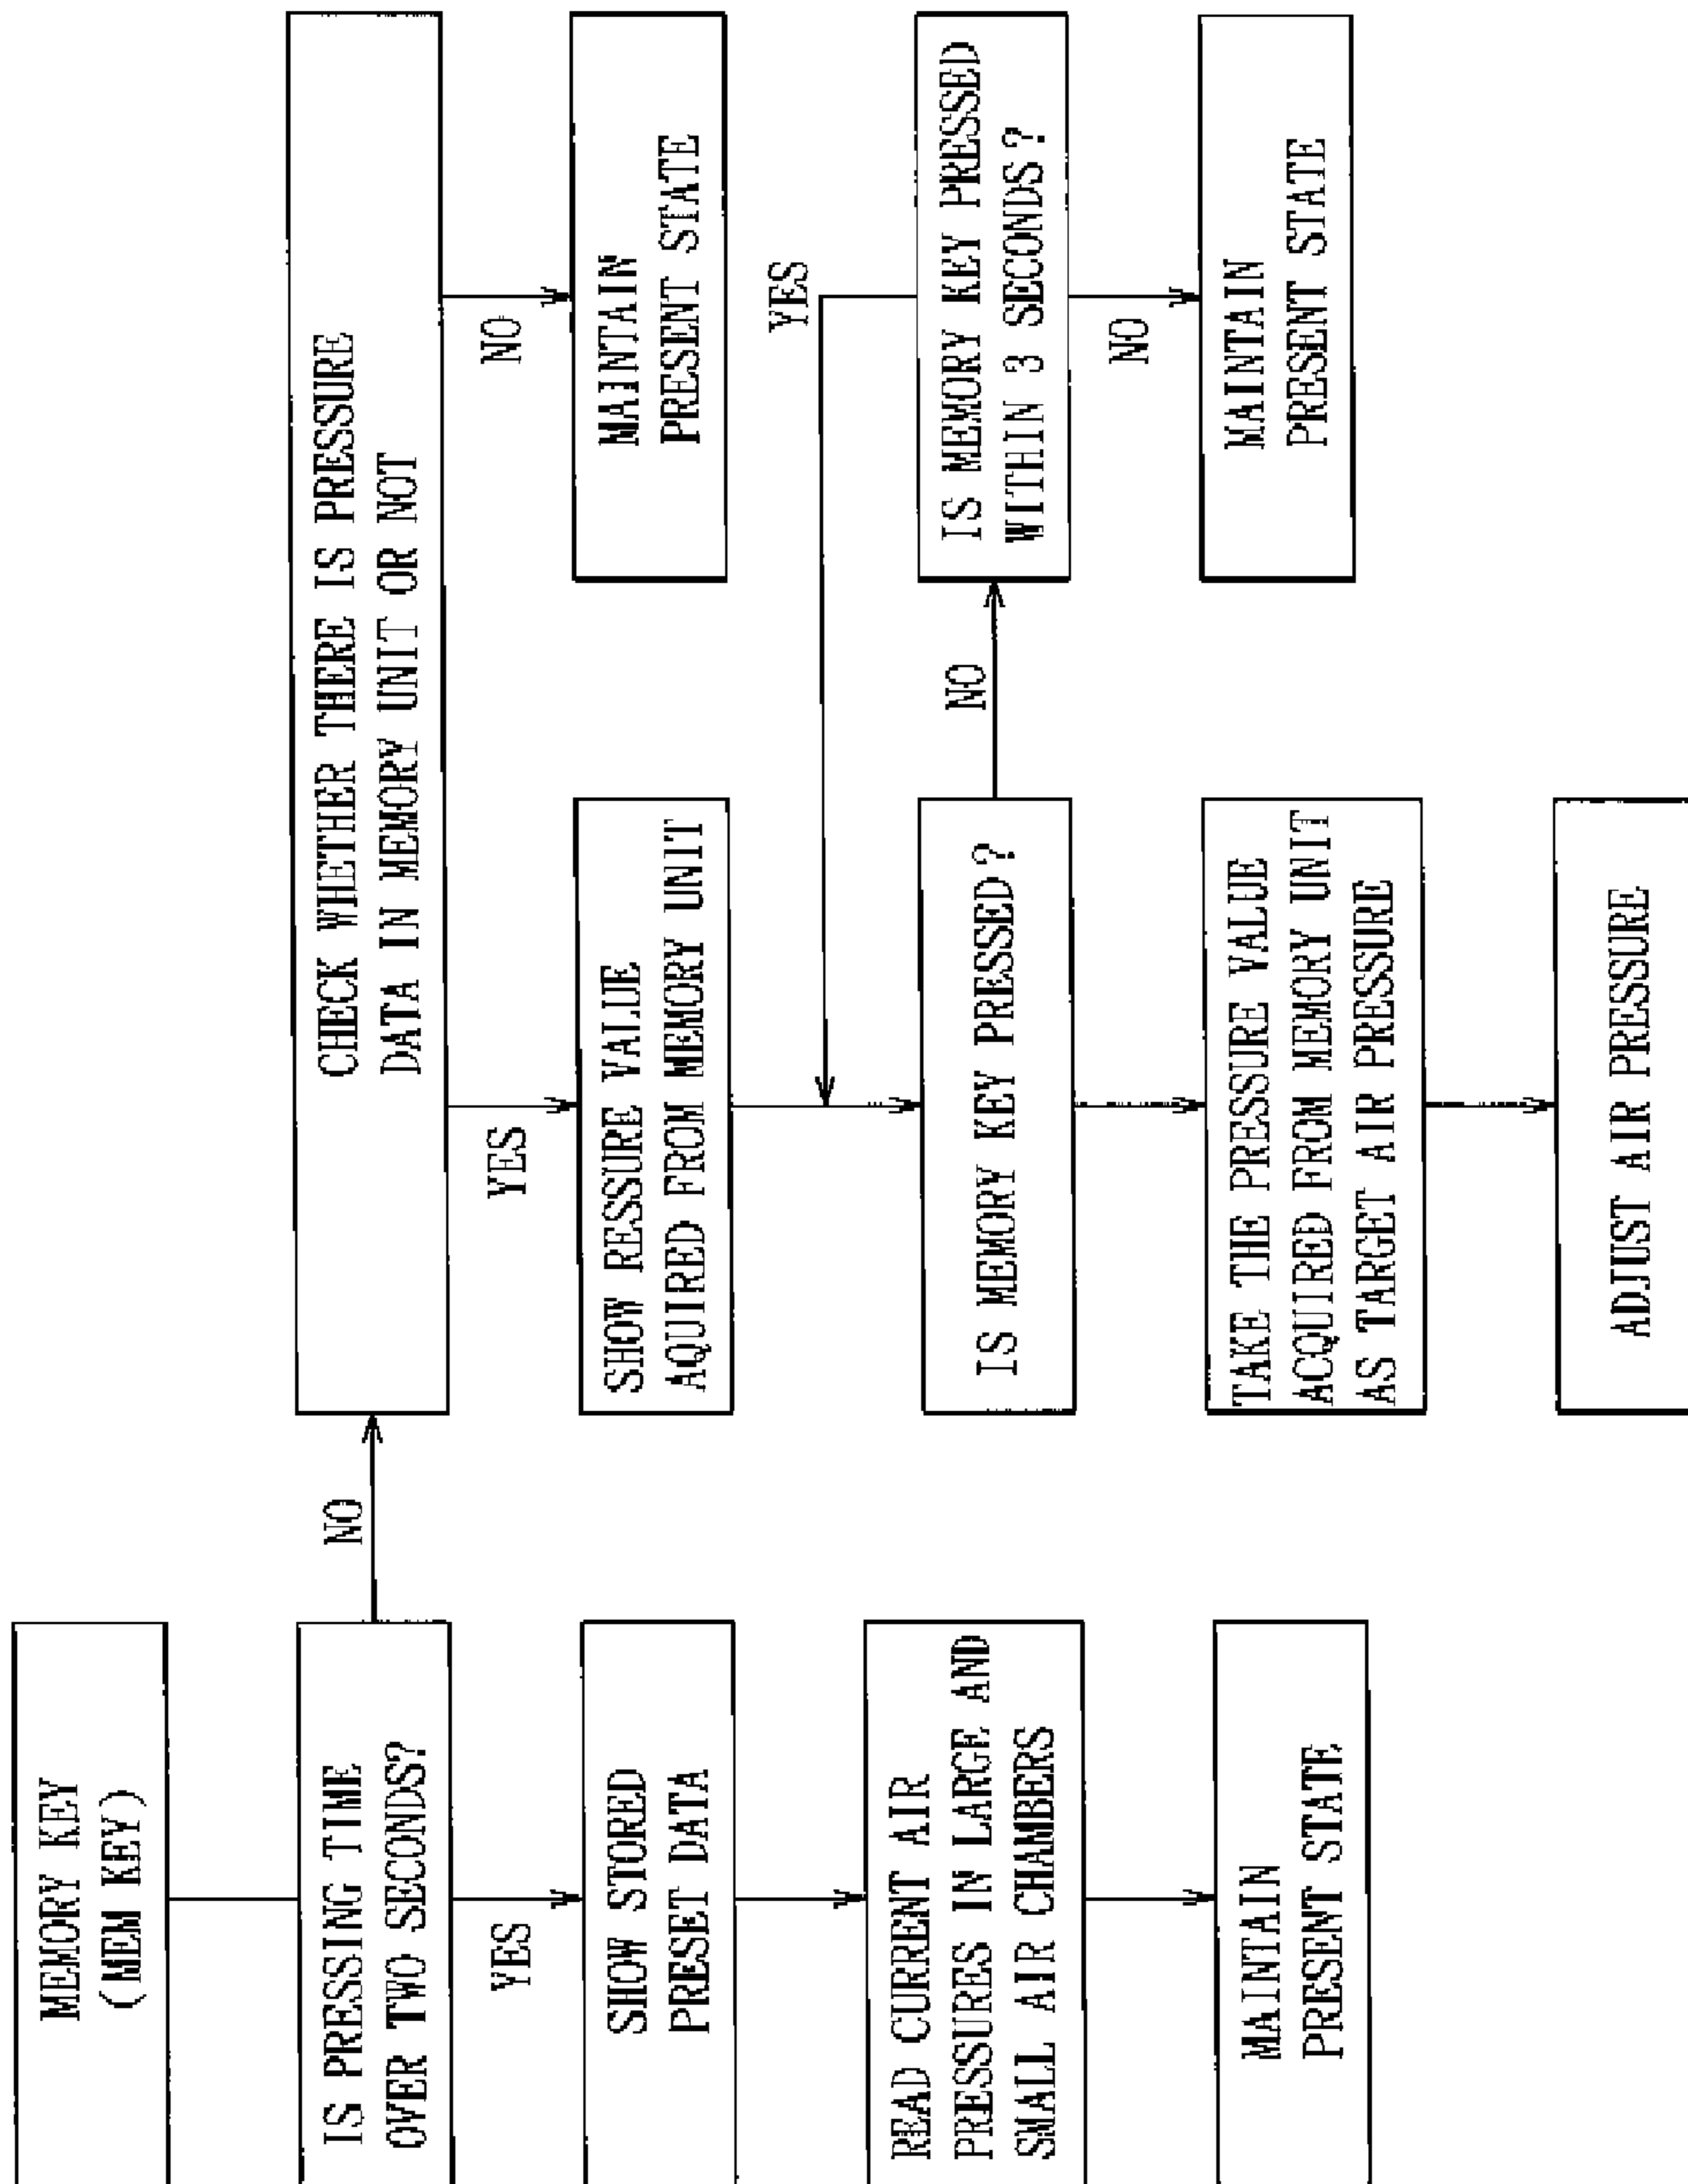 MEMORY KEY
(MEM KEY)
IS PRESSING TIME
OVER TWO SECONDS?
NO
YES
SHOW STORED
PRESET DATA
READ CURRENT AIR
PRESSURES IN LARGE AND
SMALL AIR CHAMBERS
MAINTAIN
PRESENT STATE
CHECK WHETHER THERE IS PRESSURE
DATA IN MEMORY UNIT OR NOT
YES
NO
SHOW RESSURE VALUE
AQUIRED FROM MEMORY UNIT
MAINTAIN
PRESENT STATE
YES
IS MEMORY KEY PRESSED?
NO
IS MEMORY KEY PRESSED
WITHIN 3 SECONDS?
NO
TAKE THE PRESSURE VALUE
ACQUIRED FROM MEMORY UNIT
AS TARGET AIR PRESSURE
MAINTAIN
PRESENT STATE
ADJUST AIR PRESSURE